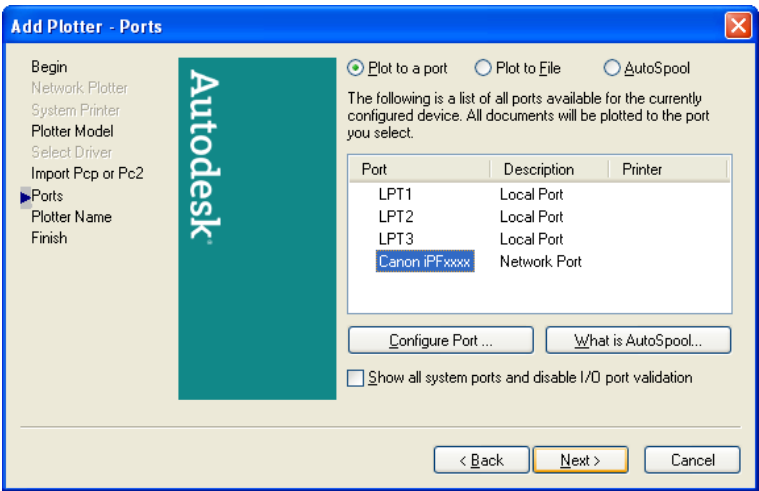 Add Plotter - Ports
Begin
Network Plotter
System Printer
Plotter Model
Select Driver
Import Pcp or Pc2
Ports
Plotter Name
Finish
Autodesk
Plot to a port Plot to File AutoSpool
The following is a list of all ports available for the currently
configured device. All documents will be plotted to the port
you select.
Port Description Printer
LPT1 Local Port
LPT2 Local Port
LPT3 Local Port
Canon iPFxxxx Network Port
Configure Port ... What is AutoSpool...
Show all system ports and disable I/O port validation
< Back Next > Cancel